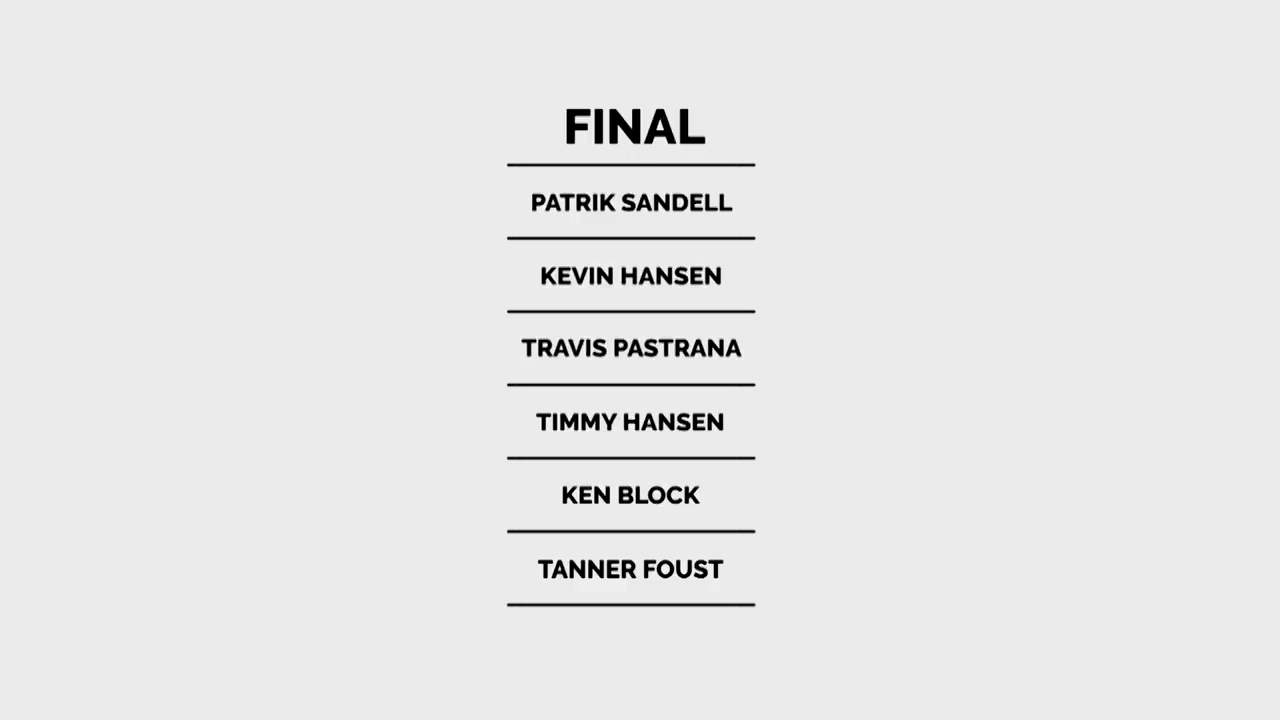 FINAL
PATRIK SANDELL
KEVIN HANSEN
TRAVIS PASTRANA
TIMMY HANSEN
KEN BLOCK
TANNER FOUST